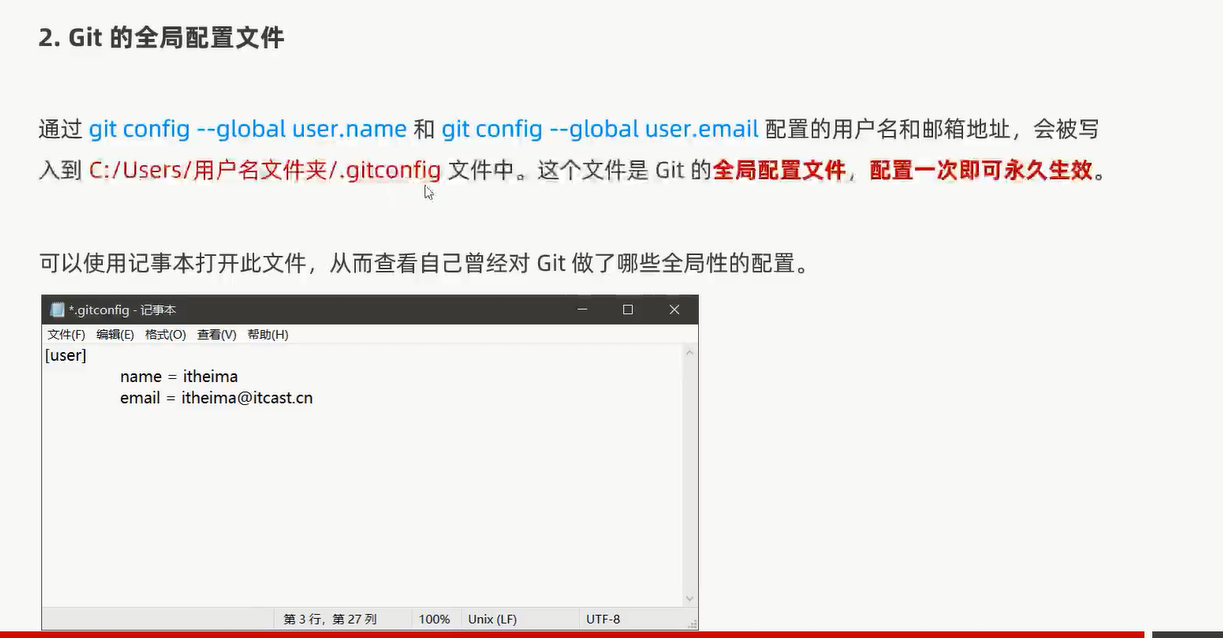 2. Git 的全局配置文件
通过 git config --global user.name 和 git config --global user.email 配置的用户名和邮箱地址，会被写
入到 C:/Users/用户名文件夹/.gitconfig 文件中。这个文件是 Git 的全局配置文件，配置一次即可永久生效。
可以使用记事本打开此文件，从而查看自己曾经对 Git 做了哪些全局性的配置。
*.gitconfig - 记事本
文件(F) 编辑(E) 格式(O) 查看(V) 帮助(H)
[user]
name = itheima
email = itheima@itcast.cn
第 3 行，第 27 列 100% Unix (LF) UTF-8